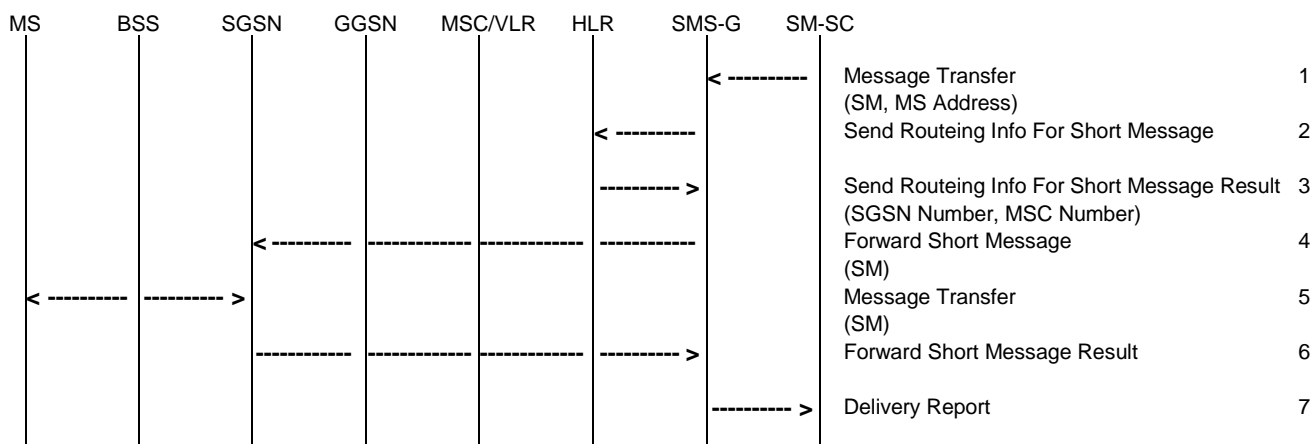 MS BSS SGSN GGSN MSC/VLR HLR SMS-G SM-SC
Message Transfer 1
(SM, MS Address)
Send Routeing Info For Short Message 2
Send Routeing Info For Short Message Result 3
(SGSN Number, MSC Number)
Forward Short Message 4
(SM)
Message Transfer 5
(SM)
Forward Short Message Result 6
Delivery Report 7